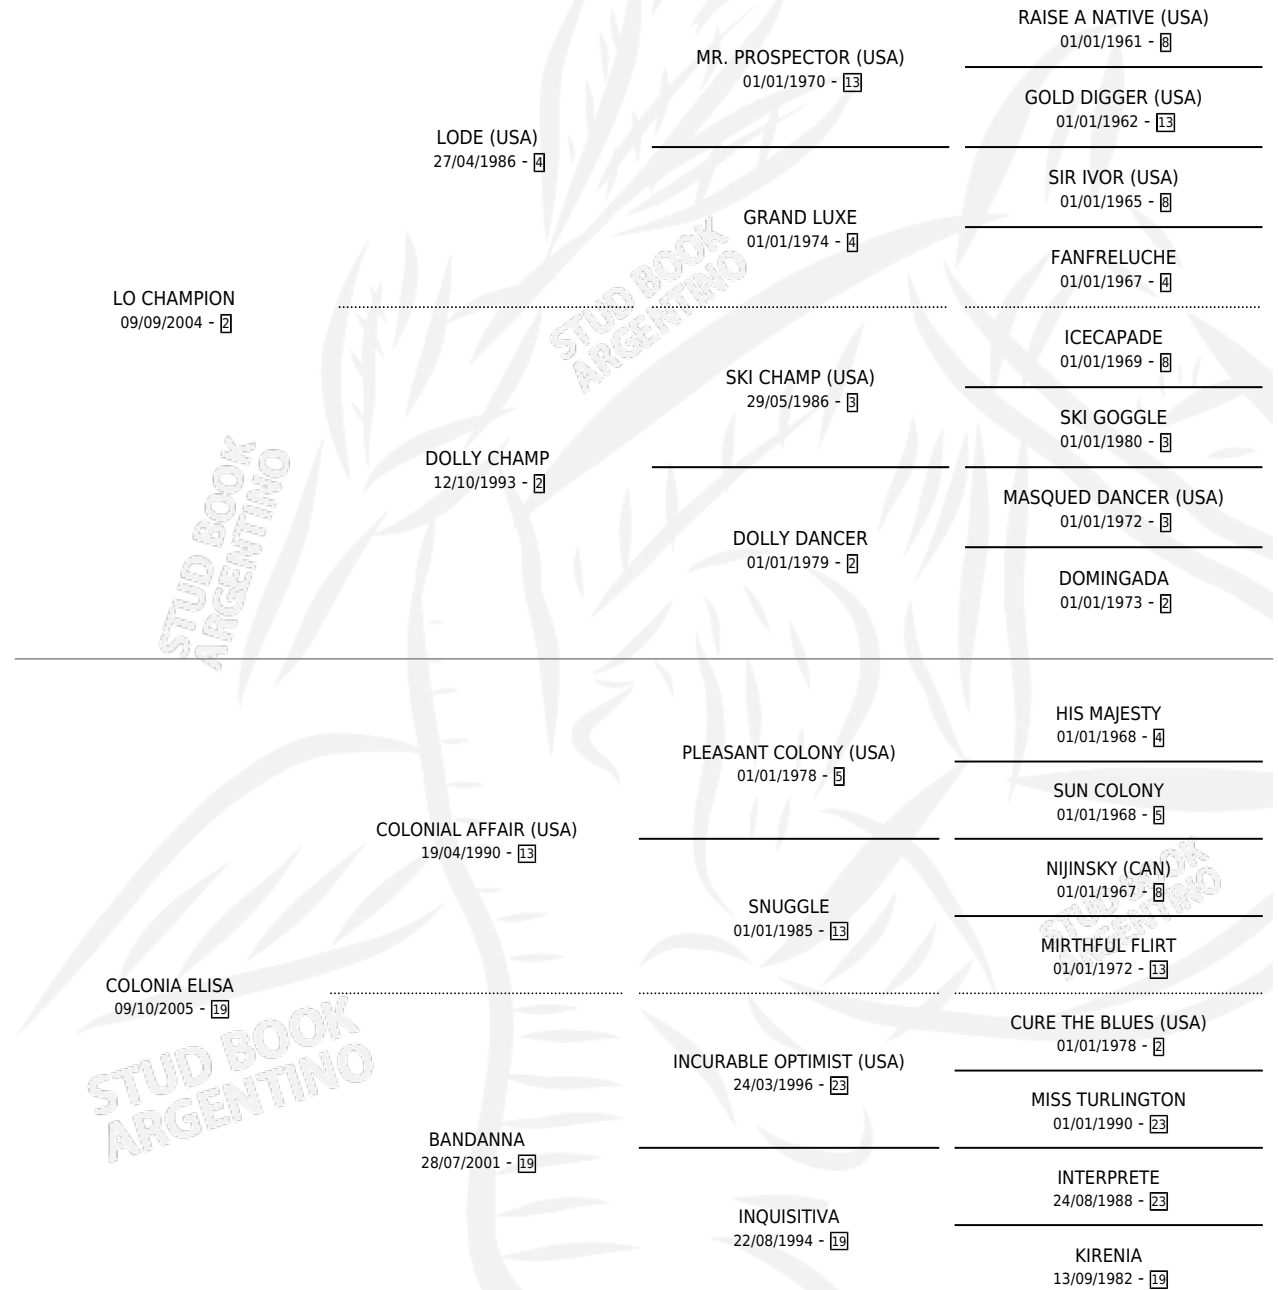 RAISE A NATIVE (USA)
01/01/1961 - 8
MR. PROSPECTOR (USA)
01/01/1970 - 13
GOLD DIGGER (USA)
01/01/1962 - 13
LODE (USA)
27/04/1986 - 4
SIR IVOR (USA)
01/01/1965 - 8
GRAND LUXE
01/01/1974 - 4
FANFRELUCHE
01/01/1967 - 4
LO CHAMPION
09/09/2004 - 2
ICECAPADE
01/01/1969 - 8
SKI CHAMP (USA)
29/05/1986 - 3
SKI GOGGLE
01/01/1980 - 3
DOLLY CHAMP
12/10/1993 - 2
MASQUED DANCER (USA)
01/01/1972 - 3
DOLLY DANCER
01/01/1979 - 2
DOMINGADA
01/01/1973 - 2
HIS MAJESTY
01/01/1968 - 4
PLEASANT COLONY (USA)
01/01/1978 - 5
SUN COLONY
01/01/1968 - 5
COLONIAL AFFAIR (USA)
19/04/1990 - 13
NIJINSKY (CAN)
01/01/1967 - 8
SNUGGLE
01/01/1985 - 13
MIRTHFUL FLIRT
01/01/1972 - 13
COLONIA ELISA
09/10/2005 - 19
CURE THE BLUES (USA)
01/01/1978 - 2
INCURABLE OPTIMIST (USA)
24/03/1996 - 23
MISS TURLINGTON
01/01/1990 - 23
BANDANNA
28/07/2001 - 19
INTERPRETE
24/08/1988 - 23
INQUISITIVA
22/08/1994 - 19
KIRENIA
13/09/1982 - 19
STUD BOOK
ARGENTINO
STUD BOOK
ARGENTINO
STUD BOOK
ARGENTINO
STUD BOOK
ARGENTINO